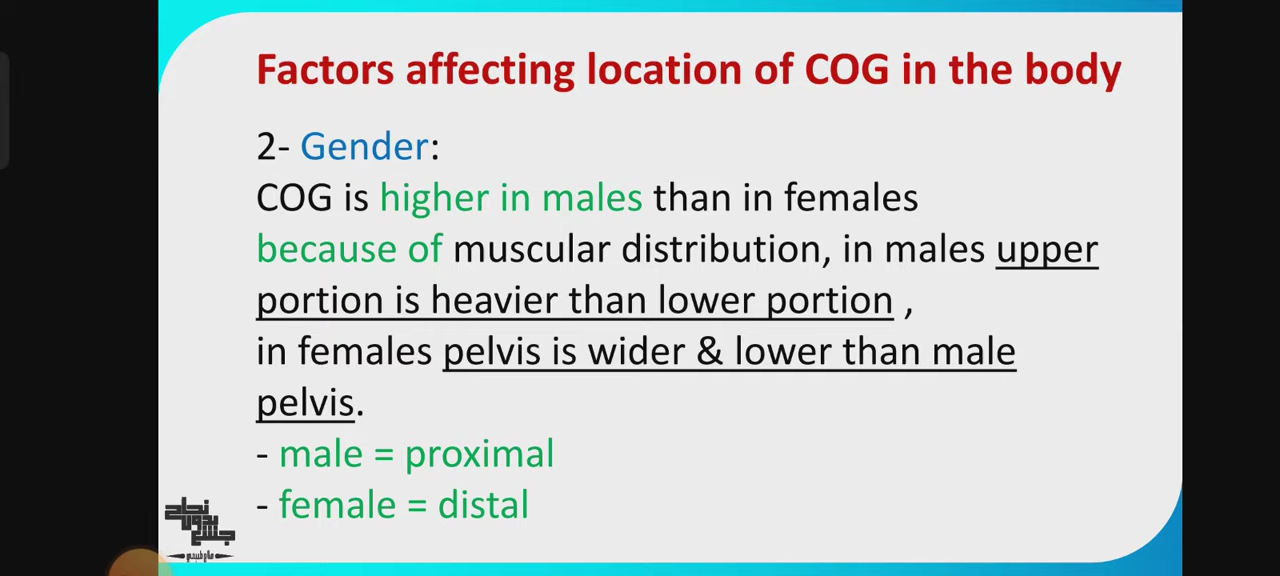 Factors affecting location of COG in the body
2- Gender:
COG is higher in males than in females
because of muscular distribution, in males upper
portion is heavier than lower portion ,
in females pelvis is wider & lower than male
pelvis.
- male = proximal
- female = distal